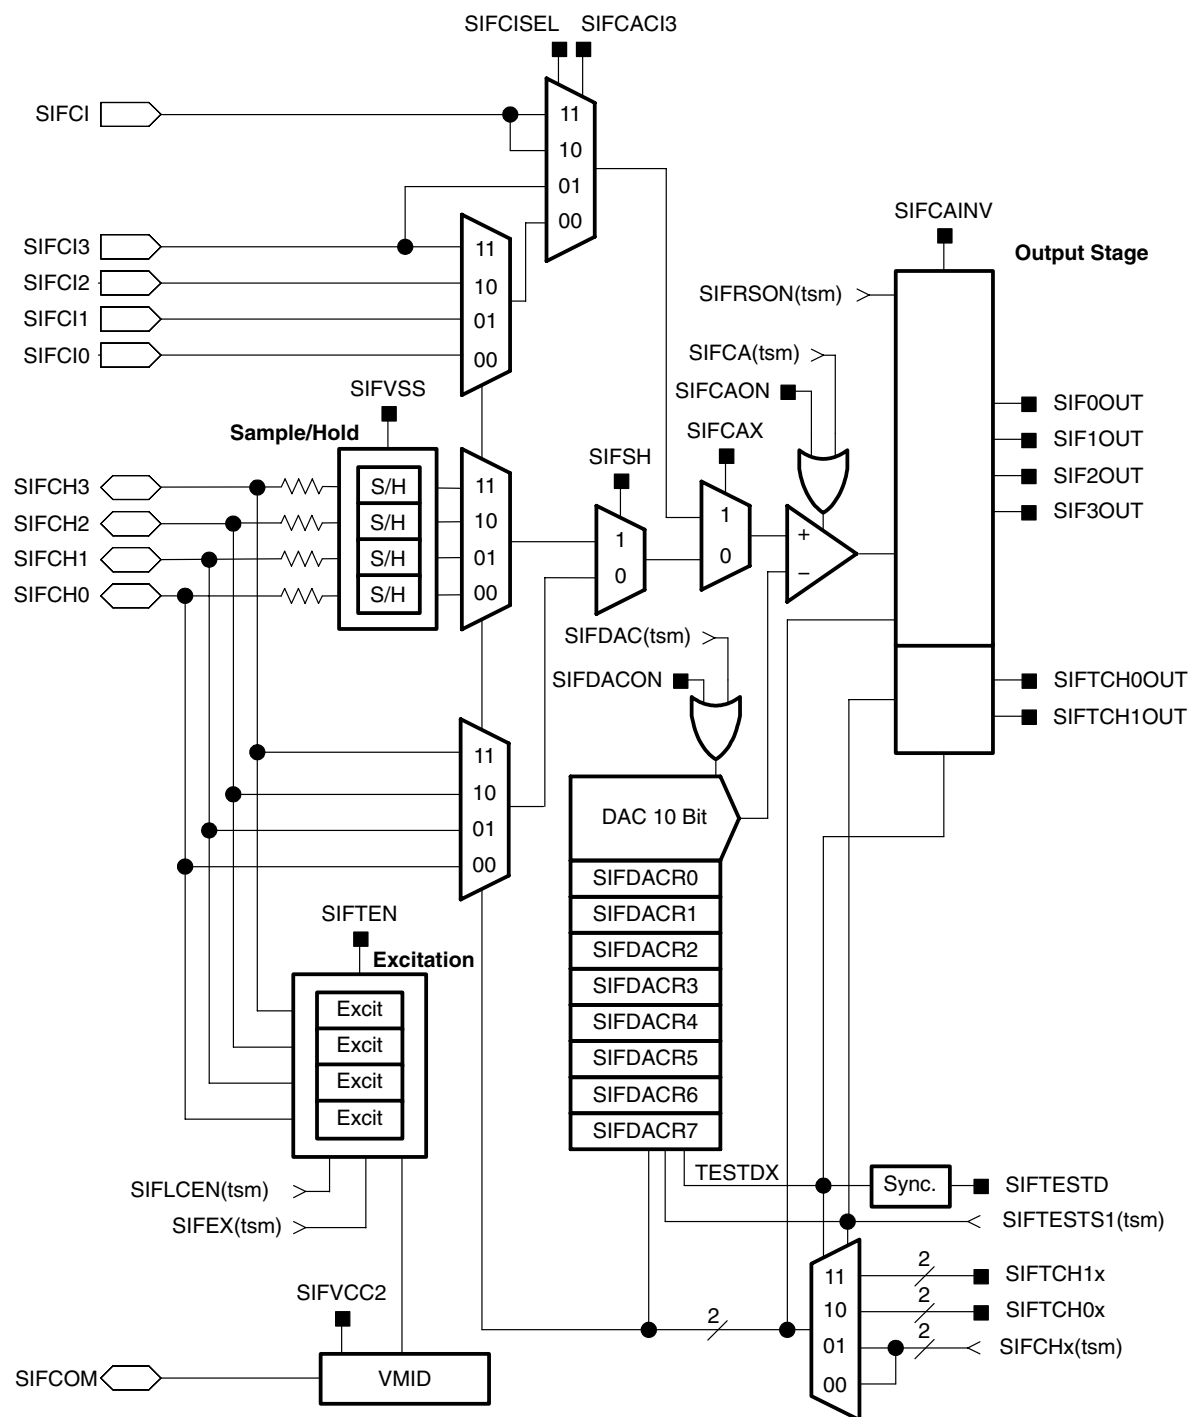 SIFCISEL SIFCACI3
SIFCI
11
10
01
00
SIFCAINV
Output Stage
SIFCI3
SIFCI2
SIFCI1
SIFCI0
11
10
01
00
SIFRSON(tsm)
SIFCA(tsm)
SIFCAON
SIFVSS
Sample/Hold
SIFCAX
SIFSH
SIF0OUT
SIF1OUT
SIF2OUT
SIF3OUT
SIFCH3
SIFCH2
SIFCH1
SIFCH0
S/H
S/H
S/H
S/H
11
10
01
00
1
0
1
0
+
–
SIFDAC(tsm)
SIFDACON
SIFTCH0OUT
SIFTCH1OUT
11
10
01
00
DAC 10 Bit
SIFDACR0
SIFDACR1
SIFDACR2
SIFDACR3
SIFDACR4
SIFDACR5
SIFDACR6
SIFDACR7
SIFTEN
Excitation
Excit
Excit
Excit
Excit
SIFLCEN(tsm)
SIFEX(tsm)
TESTDX
Sync.
SIFTESTD
SIFTESTS1(tsm)
11
10
01
00
2
SIFTCH1x
2
SIFTCH0x
2
SIFCHx(tsm)
2
SIFVCC2
SIFCOM
VMID